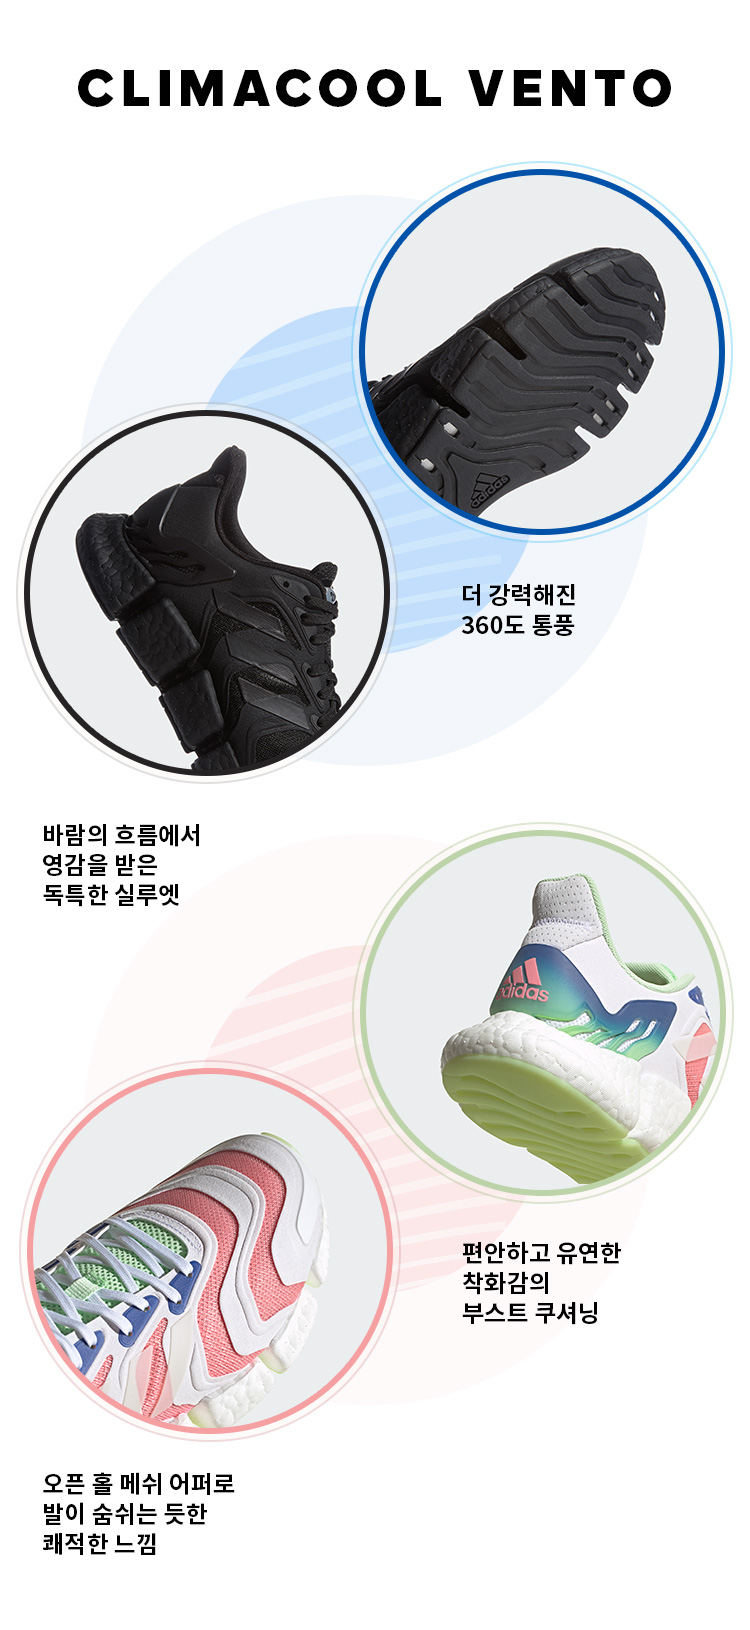 CLIMACOOL VENTO
adidas
더 강력해진
360도 통풍
바람의 흐름에서
영감을 받은
독특한 실루엣
adidas
편안하고 유연한
착화감의
부스트 쿠셔닝
오픈 홀 메쉬 어퍼로
발이 숨쉬는 듯한
쾌적한 느낌